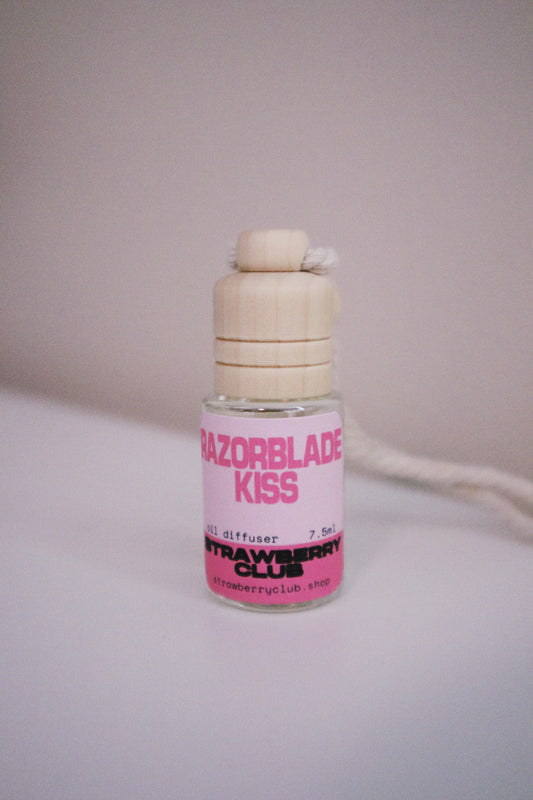 RAZORBLADE
KISS
oil diffuser 7.5ml
STRAWBERRY
CLUB
strawberryclub.shop